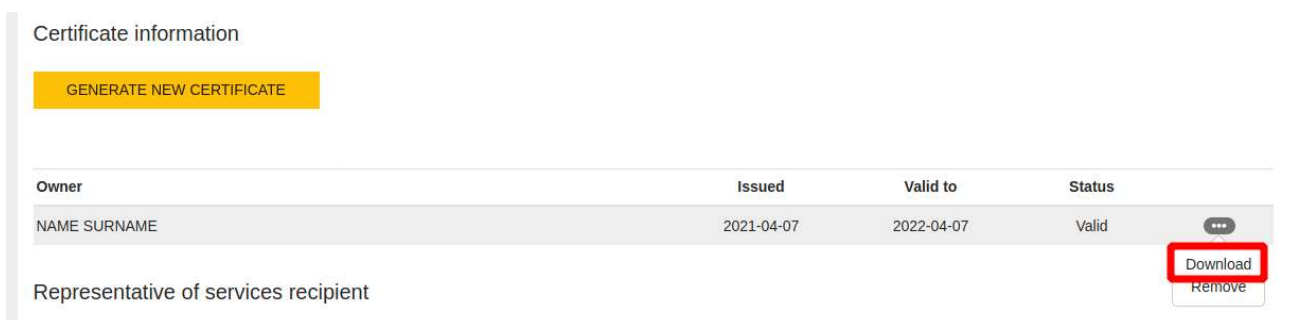 Certificate information
GENERATE NEW CERTIFICATE
Owner Issued Valid to Status
NAME SURNAME 2021-04-07 2022-04-07 Valid
Download
Remove
Representative of services recipient